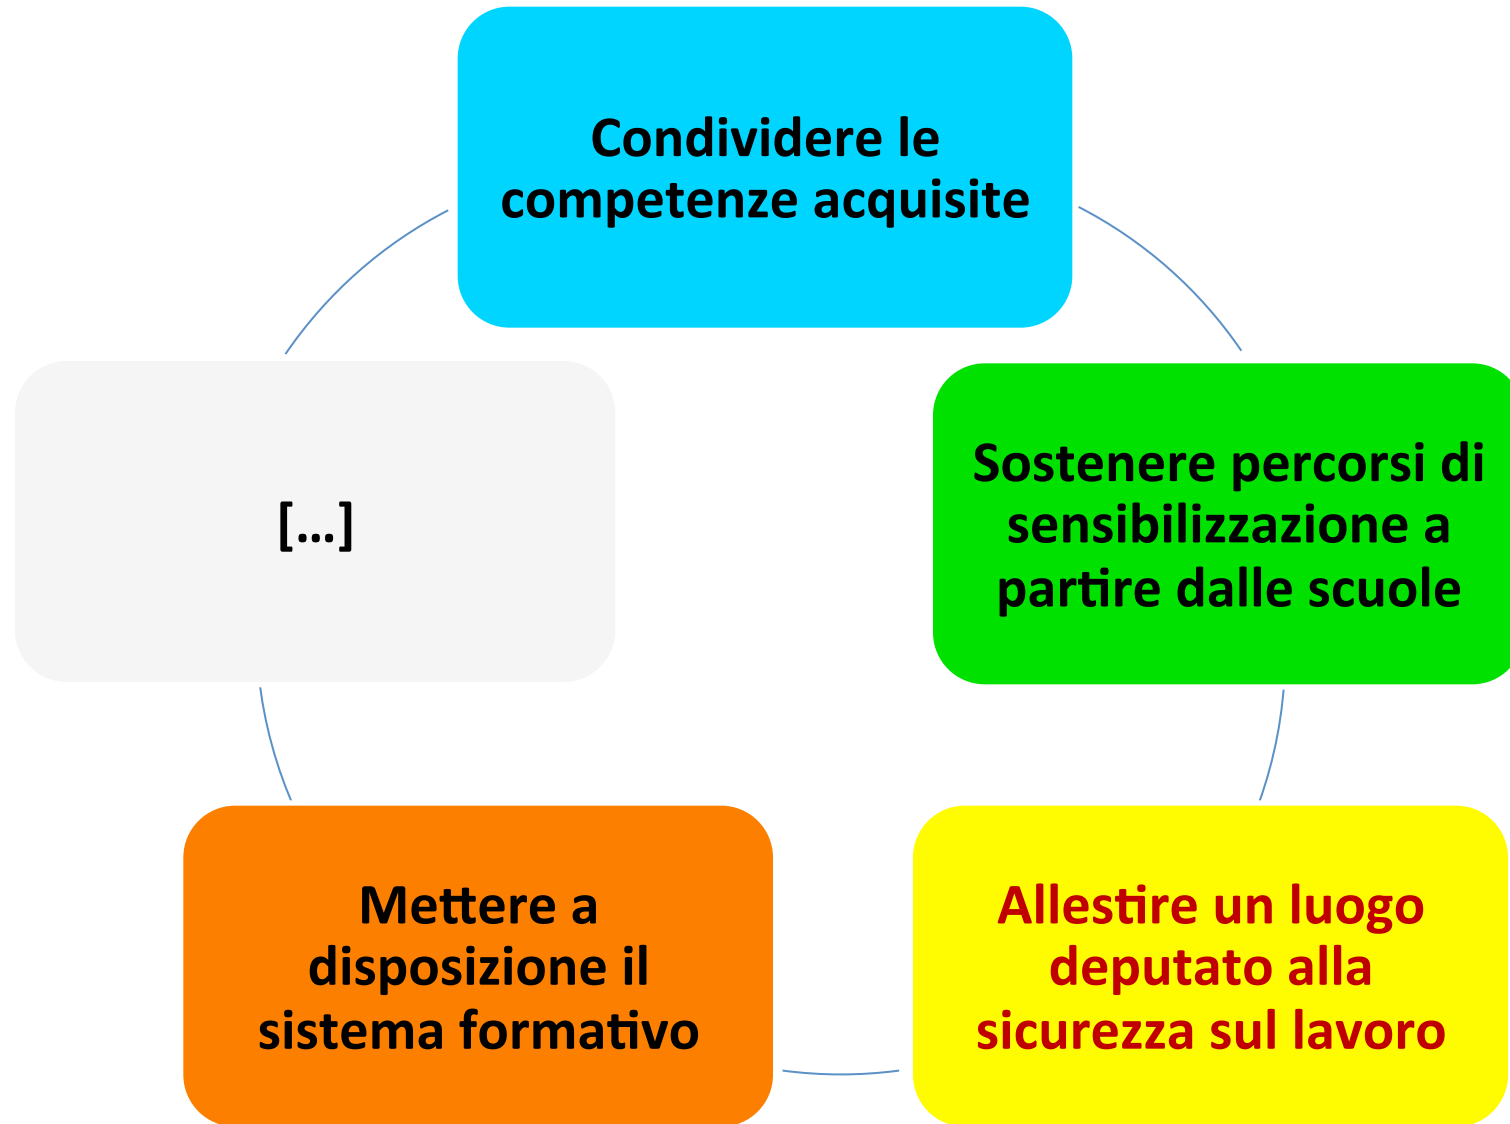 Condividere le
competenze acquisite
Sostenere percorsi di
sensibilizzazione a
partire dalle scuole
Allestire un luogo
deputato alla
sicurezza sul lavoro
Mettere a
disposizione il
sistema formativo
[…]